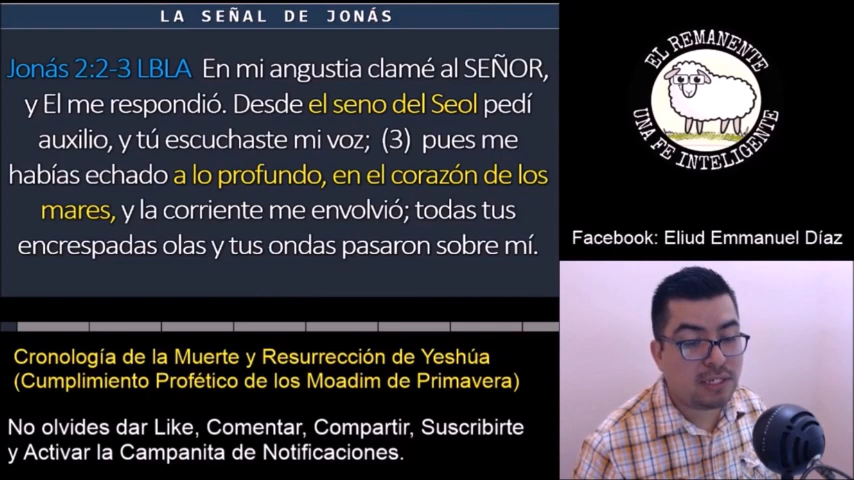 LA SEÑAL DE JONÁS
Jonás 2:2-3 LBLA En mi angustia clamé al SEÑOR,
y El me respondió. Desde el seno del Seol pedí
auxilio, y tú escuchaste mi voz; (3) pues me
habías echado a lo profundo, en el corazón de los
mares, y la corriente me envolvió; todas tus
encrespadas olas y tus ondas pasaron sobre mí.
EL REMANENTE
UNA FE INTELIGENTE
Facebook: Eliud Emmanuel Díaz
Cronología de la Muerte y Resurrección de Yeshúa
(Cumplimiento Profético de los Moadim de Primavera)
No olvides dar Like, Comentar, Compartir, Suscribirte
y Activar la Campanita de Notificaciones.